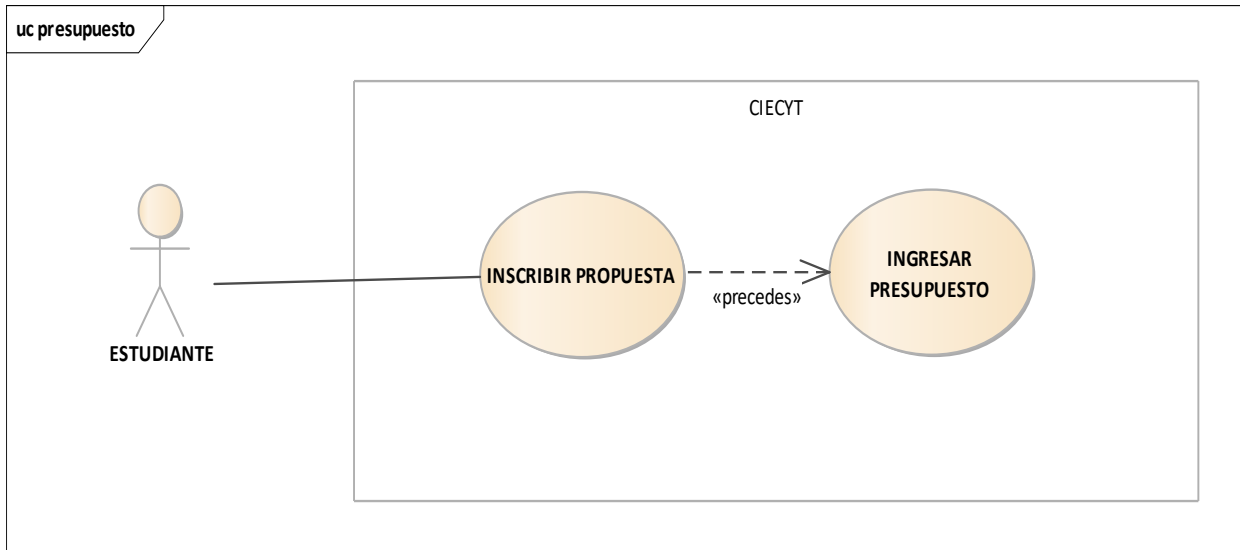 uc presupuesto
CIECYT
INSCRIBIR PROPUESTA
«precedes»
INGRESAR
PRESUPUESTO
ESTUDIANTE